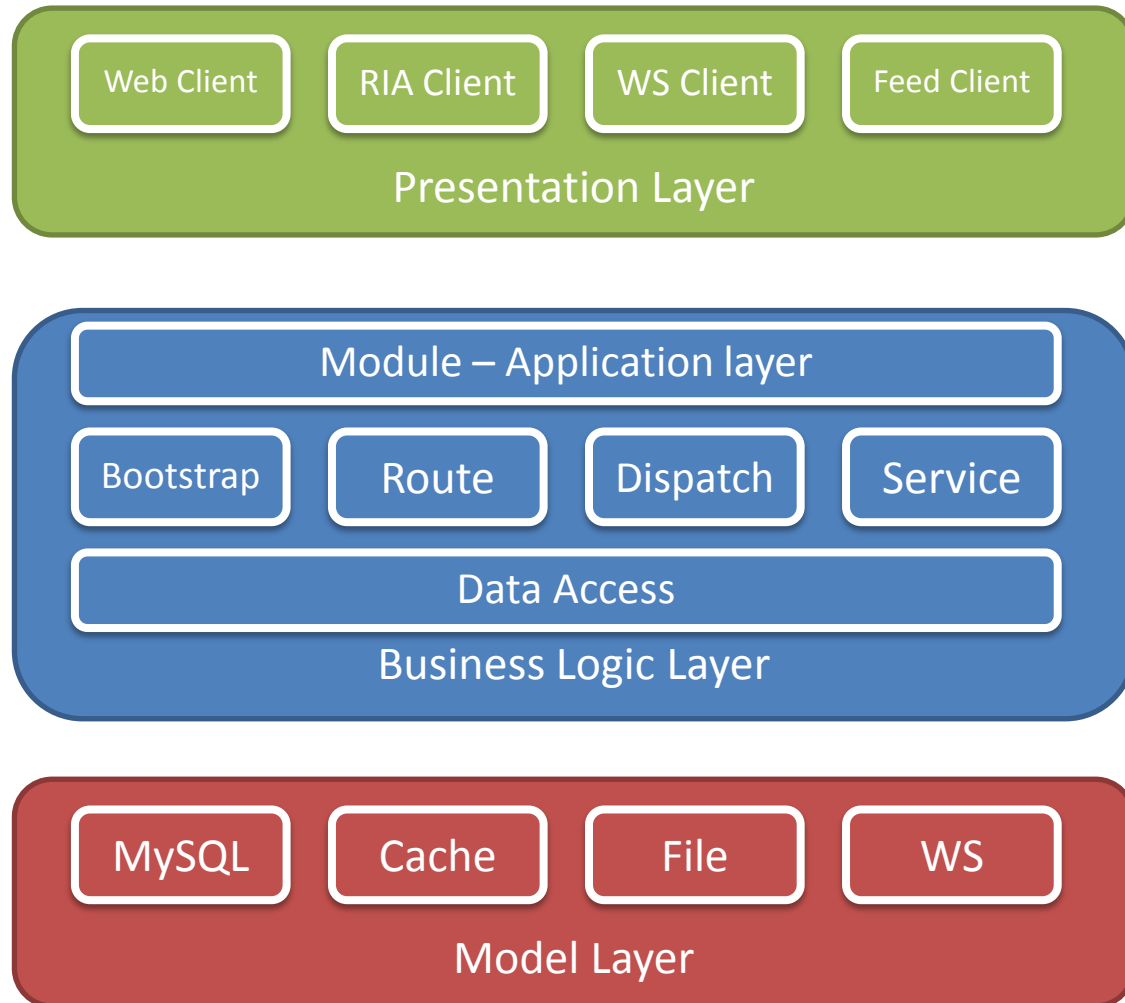 Web Client
RIA Client
WS Client
Feed Client
Presentation Layer
Module – Application layer
Bootstrap
Route
Dispatch
Service
Data Access
Business Logic Layer
MySQL
Cache
File
WS
Model Layer